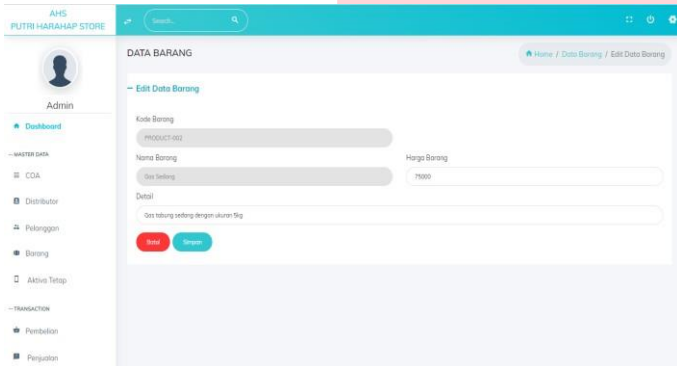 AHS
PUTRI HARAHAP STORE
Search..
Admin
Dashboard
MASTER DATA
COA
Distributor
Pelanggan
Barang
Aktiva Tetap
TRANSACTION
Pembelian
Penjualan
DATA BARANG
Home / Data Barang / Edit Data Barang
Edit Data Barang
Kode Barang
PRODUCT-002
Nama Barang
Harga Barang
Gas Sedang
75000
Detail
Gas tabung sedang dengan ukuran 5kg
Batal
Simpan